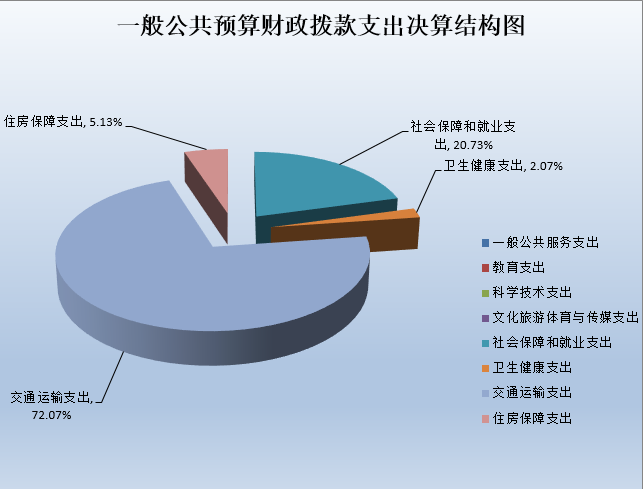 一般公共预算财政拨款支出决算结构图
住房保障支出, 5.13%
社会保障和就业支
出, 20.73%
卫生健康支出, 2.07%
交通运输支出,
72.07%
一般公共服务支出
教育支出
科学技术支出
文化旅游体育与传媒支出
社会保障和就业支出
卫生健康支出
交通运输支出
住房保障支出